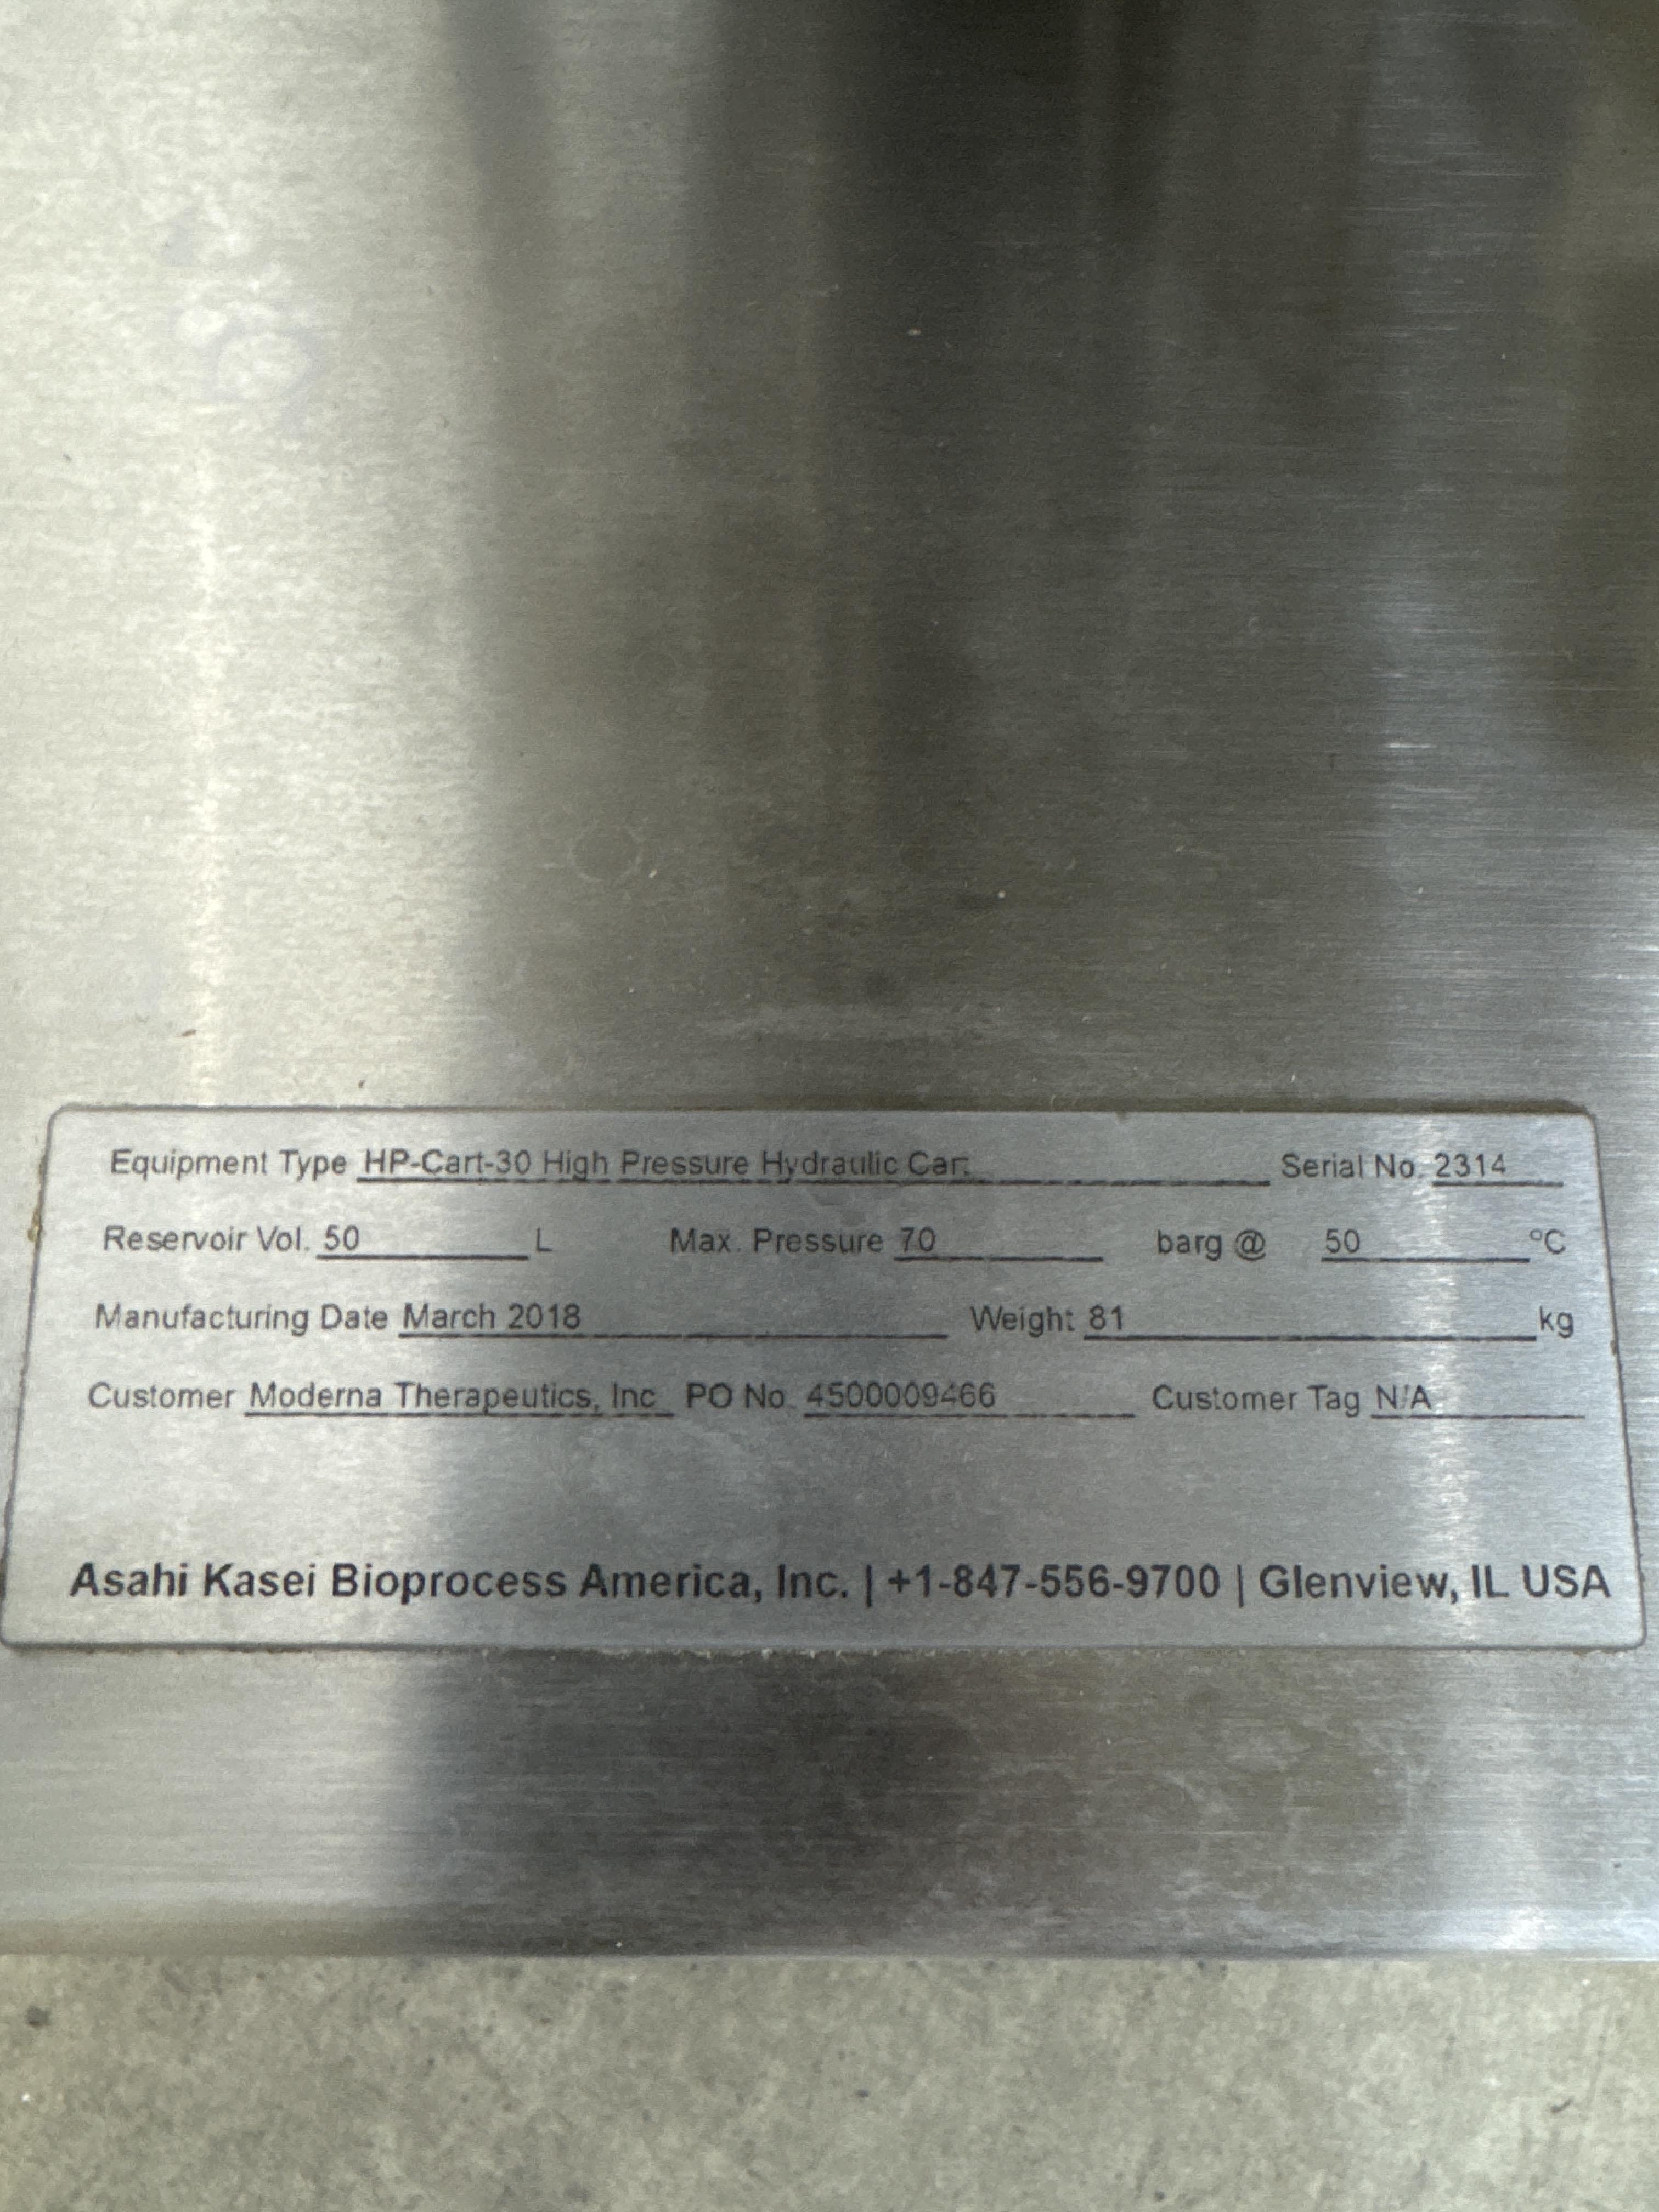 Equipment Type HP-Cart-30 High Pressure Hydraulic Cart Serial No. 2314
Reservoir Vol. 50 L Max. Pressure 70 barg @ 50 °C
Manufacturing Date March 2018 Weight 81 kg
Customer Moderna Therapeutics, Inc PO No. 4500009466 Customer Tag N/A
Asahi Kasei Bioprocess America, Inc. | +1-847-556-9700 | Glenview, IL USA